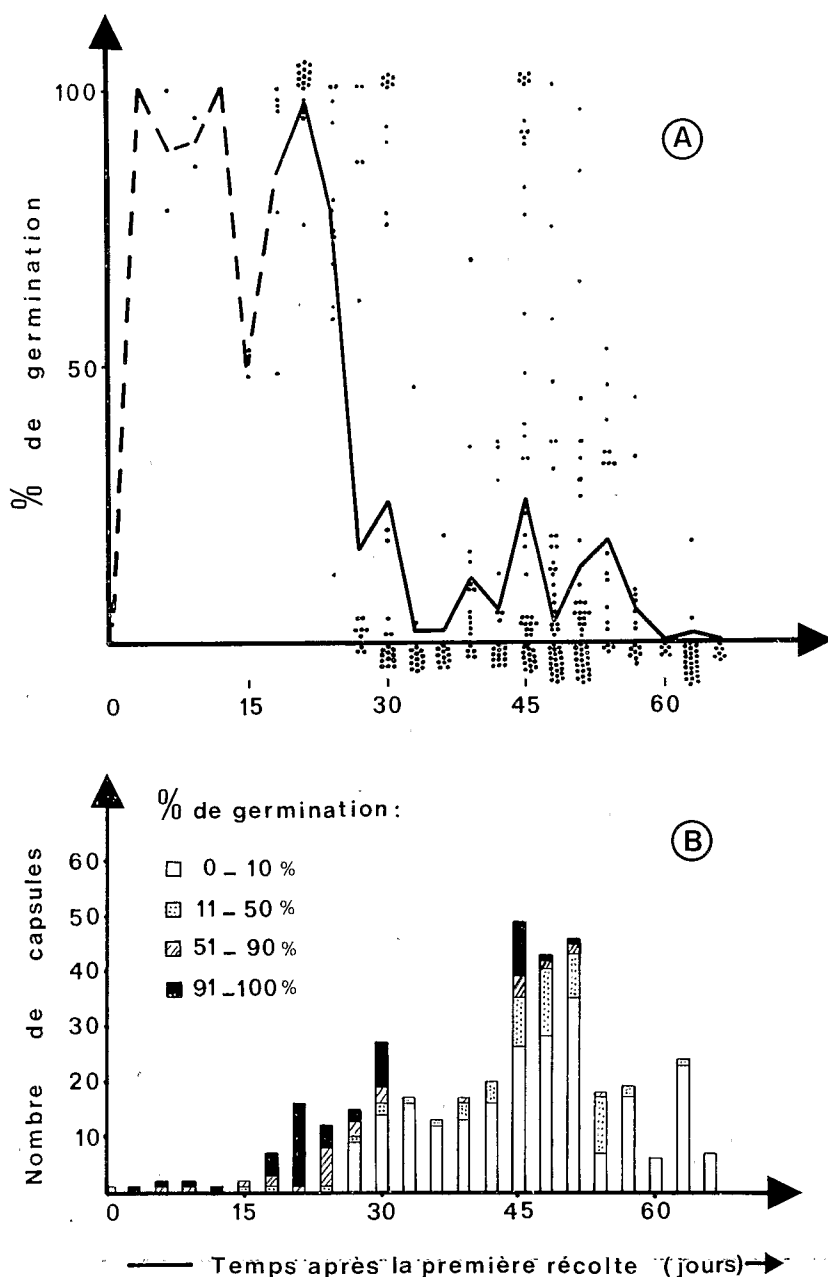 100
50
% de germination
A
0 15 30 45 60
% de germination :
0 _ 10 %
11 _ 50 %
51 _ 90 %
91 _ 100 %
B
60
50
40
30
20
10
Nombre de capsules
0 15 30 45 60
Temps après la première récolte (jours)